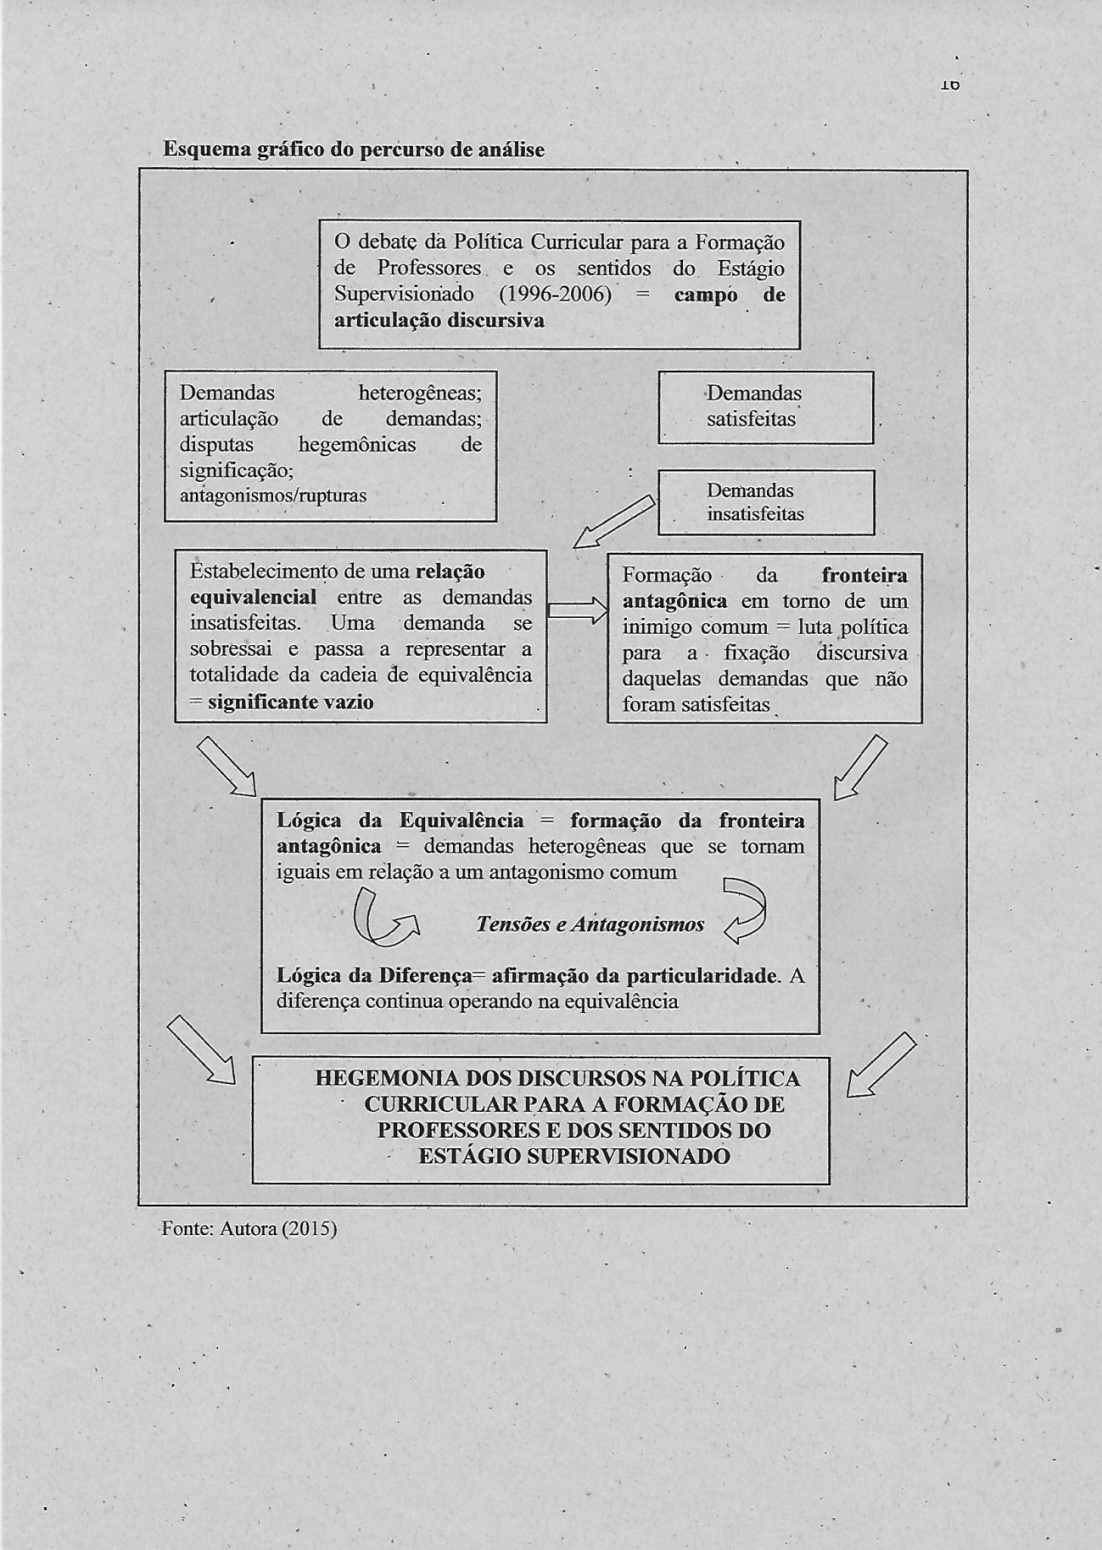 Esquema gráfico do percurso de análise
O debate da Política Curricular para a Formação
de Professores e os sentidos do Estágio
Supervisionado (1996-2006) = campo de
articulação discursiva
Demandas heterogêneas;
articulação de demandas;
disputas hegemônicas de
significação;
antagonismos/rupturas
Demandas
satisfeitas
Demandas
insatisfeitas
Estabelecimento de uma relação
equivalencial entre as demandas
insatisfeitas. Uma demanda se
sobressai e passa a representar a
totalidade da cadeia de equivalência
= significante vazio
Formação da fronteira
antagônica em torno de um
inimigo comum = luta política
para a fixação discursiva
daquelas demandas que não
foram satisfeitas
Lógica da Equivalência = formação da fronteira
antagônica = demandas heterogêneas que se tornam
iguais em relação a um antagonismo comum
Tensões e Antagonismos
Lógica da Diferença= afirmação da particularidade. A
diferença continua operando na equivalência
HEGEMONIA DOS DISCURSOS NA POLÍTICA
CURRICULAR PARA A FORMAÇÃO DE
PROFESSORES E DOS SENTIDOS DO
ESTÁGIO SUPERVISIONADO
Fonte: Autora (2015)